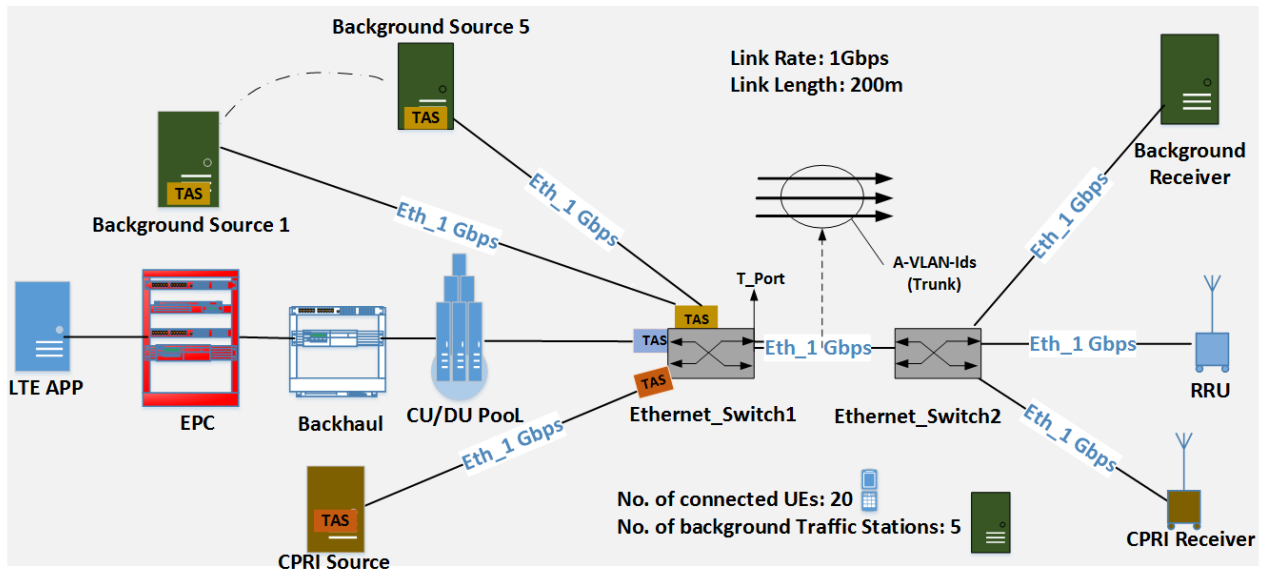 Background Source 5
TAS
Link Rate: 1Gbps
Link Length: 200m
Background
Receiver
TAS
Background Source 1
Eth_1 Gbps
Eth_1 Gbps
Eth_1 Gbps
A-VLAN-Ids
(Trunk)
T_Port
LTE APP
EPC
Backhaul
CU/DU PooL
TAS
TAS
TAS
Ethernet_Switch1
Eth_1 Gbps
Ethernet_Switch2
Eth_1 Gbps
RRU
Eth_1 Gbps
Eth_1 Gbps
TAS
CPRI Source
No. of connected UEs: 20
No. of background Traffic Stations: 5
CPRI Receiver